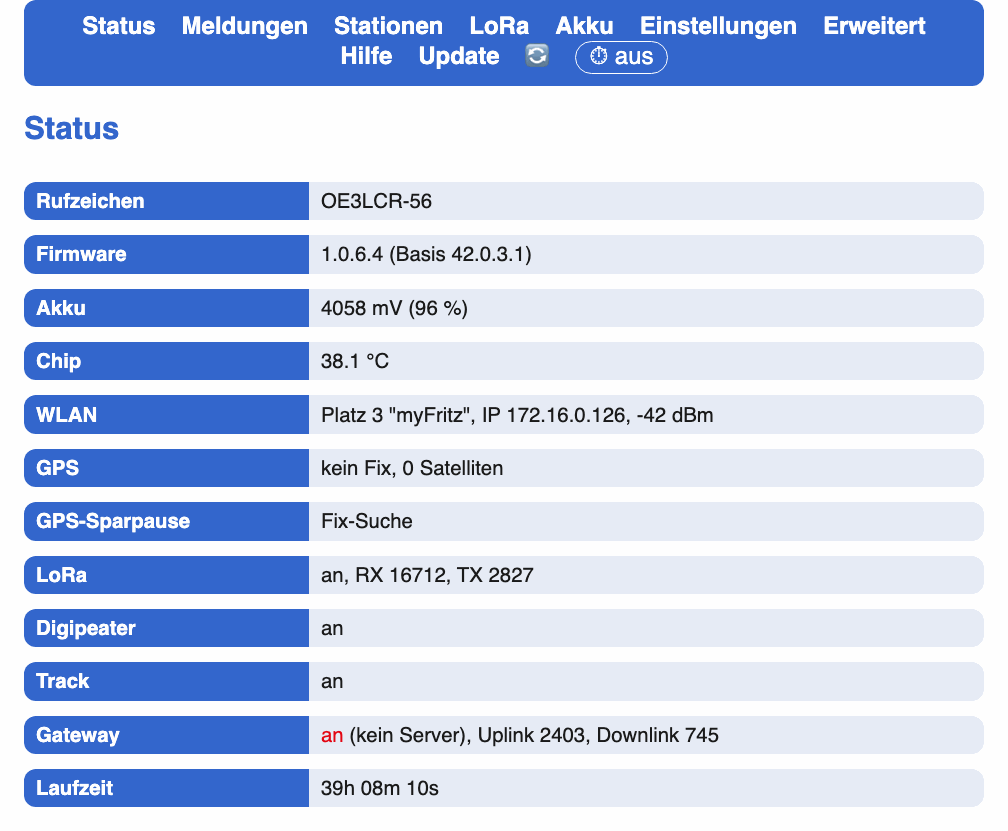 Status Meldungen Stationen LoRa Akku Einstellungen Erweitert
Hilfe Update 🔄 ⏱ aus
Status
Rufzeichen OE3LCR-56
Firmware 1.0.6.4 (Basis 42.0.3.1)
Akku 4058 mV (96 %)
Chip 38.1 °C
WLAN Platz 3 "myFritz", IP 172.16.0.126, -42 dBm
GPS kein Fix, 0 Satelliten
GPS-Sparpause Fix-Suche
LoRa an, RX 16712, TX 2827
Digipeater an
Track an
Gateway an (kein Server), Uplink 2403, Downlink 745
Laufzeit 39h 08m 10s